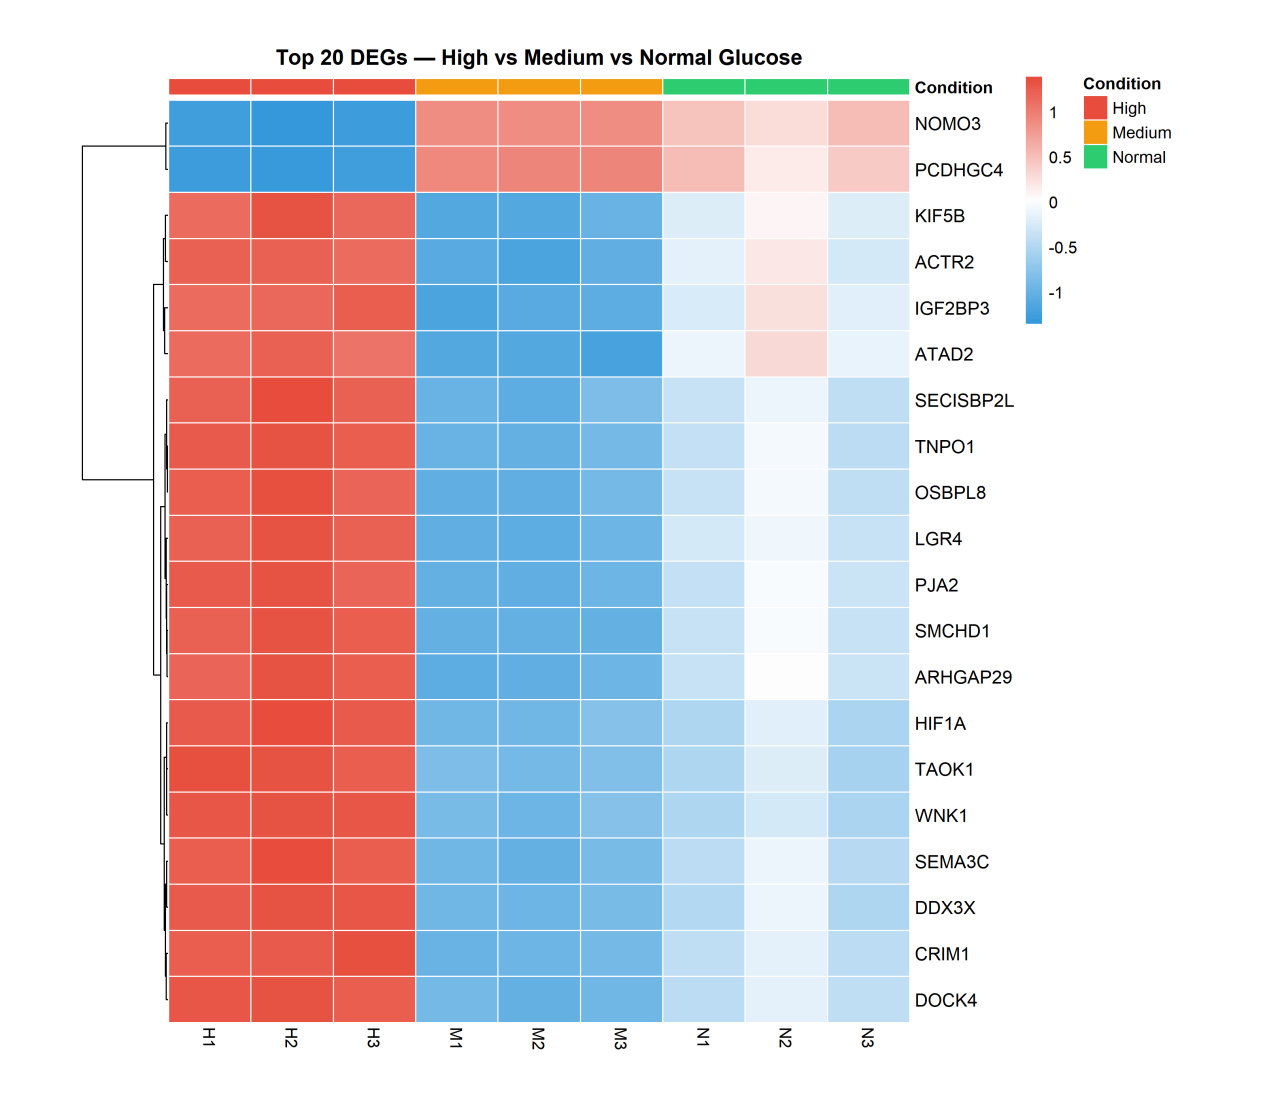 Top 20 DEGs — High vs Medium vs Normal Glucose
Condition
NOMO3
PCDHGC4
KIF5B
ACTR2
IGF2BP3
ATAD2
SECISBP2L
TNPO1
OSBPL8
LGR4
PJA2
SMCHD1
ARHGAP29
HIF1A
TAOK1
WNK1
SEMA3C
DDX3X
CRIM1
DOCK4
H1
H2
H3
M1
M2
M3
N1
N2
N3
1
0.5
0
-0.5
-1
Condition
High
Medium
Normal